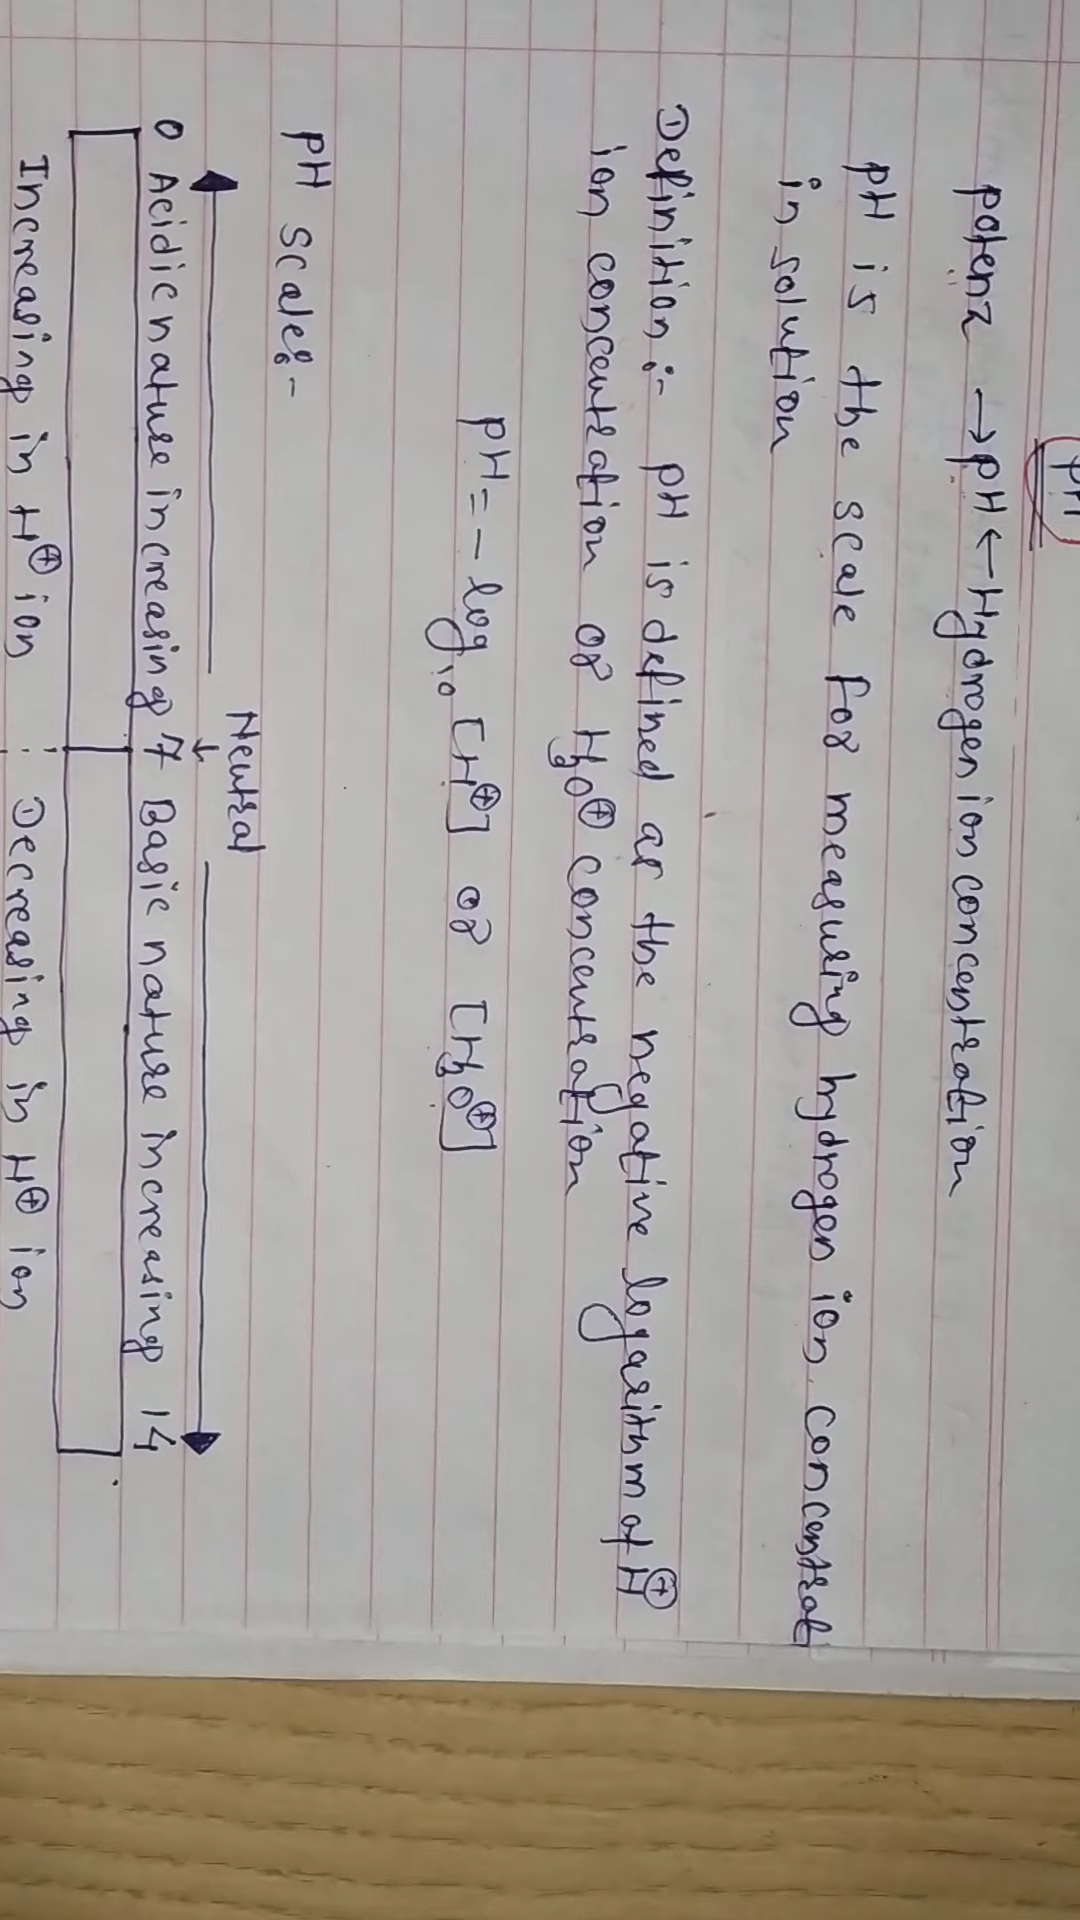 pH
potenz → pH ← Hydrogen ion concentration
pH is the scale for measuring hydrogen ion concentrat
in solution
Definition :- pH is defined as the negative logarithm of H⊕
ion concentration or H₃O⊕ concentration
pH = - log₁₀ [H⊕] or [H₃O⊕]
pH scale :-
Neutral
0 Acidic nature increasing 7 Basic nature increasing 14
Increasing in H⊕ ion Decreasing in H⊕ ion